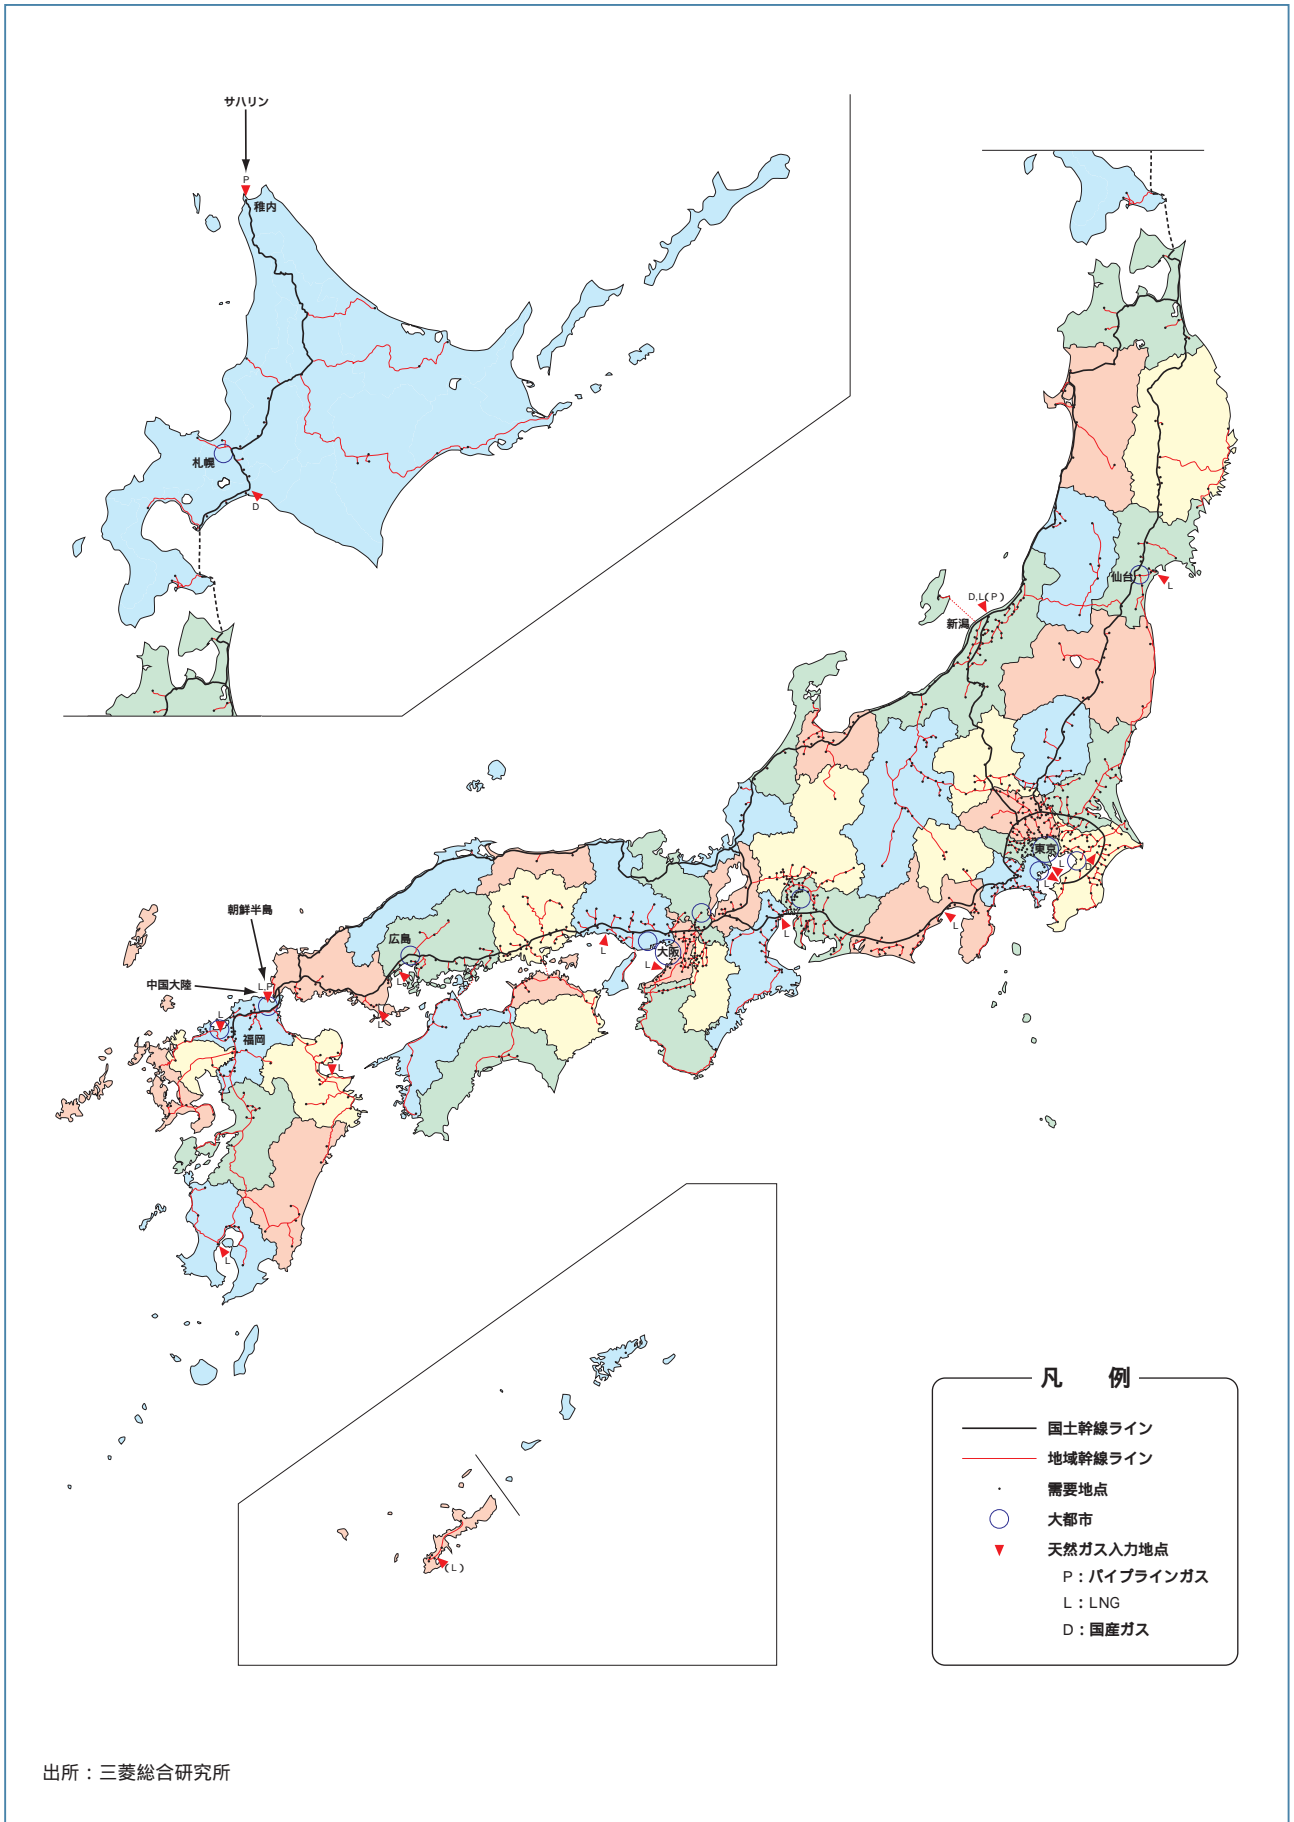 サハリン
P
稚内
札幌
D
仙台
L
D,L(P)
新潟
東京
L
D
L
L
L
大阪
L
L
広島
L
L
朝鮮半島
中国大陸
L,P
L
福岡
L
L
(L)
凡 例
国土幹線ライン
地域幹線ライン
需要地点
大都市
天然ガス入力地点
P：パイプラインガス
L：LNG
D：国産ガス
出所：三菱総合研究所